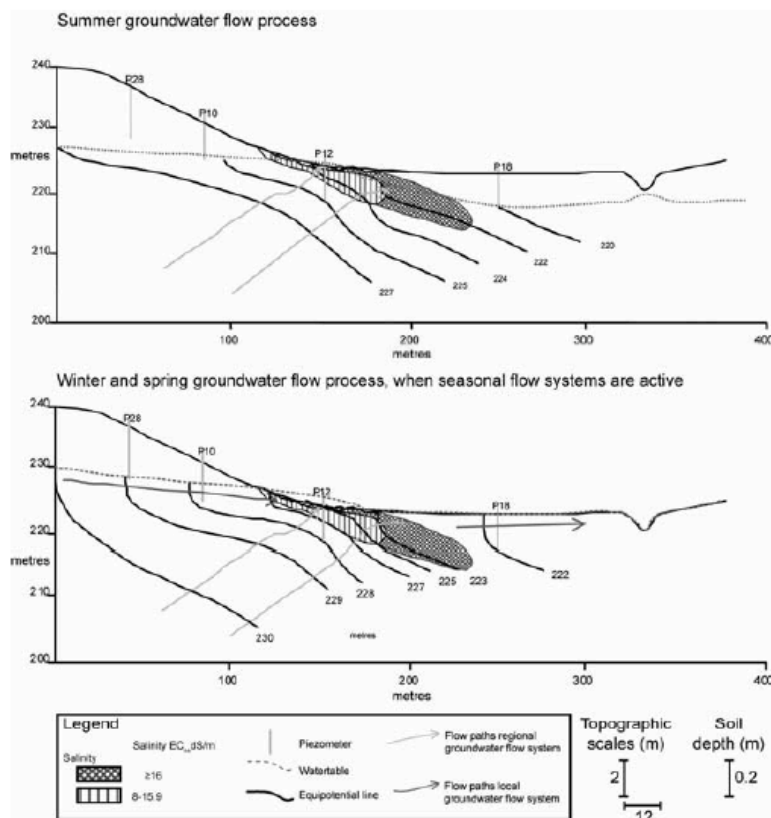 Summer groundwater flow process
240
P28
P10
230
metres
P12
P18
220
220
210
222
224
225
227
200
100
200
300
400
metres
Winter and spring groundwater flow process, when seasonal flow systems are active
240
P28
P10
230
P12
P18
220
metres
210
222
223
225
227
228
229
230
metres
200
100
200
300
400
metres
Legend
Salinity EC dS/m
Salinity
≥16
8-15.9
Piezometer
Watertable
Equipotential line
Flow paths regional
groundwater flow system
Flow paths local
groundwater flow system
Topographic
scales (m)
2
12
Soil
depth (m)
0.2